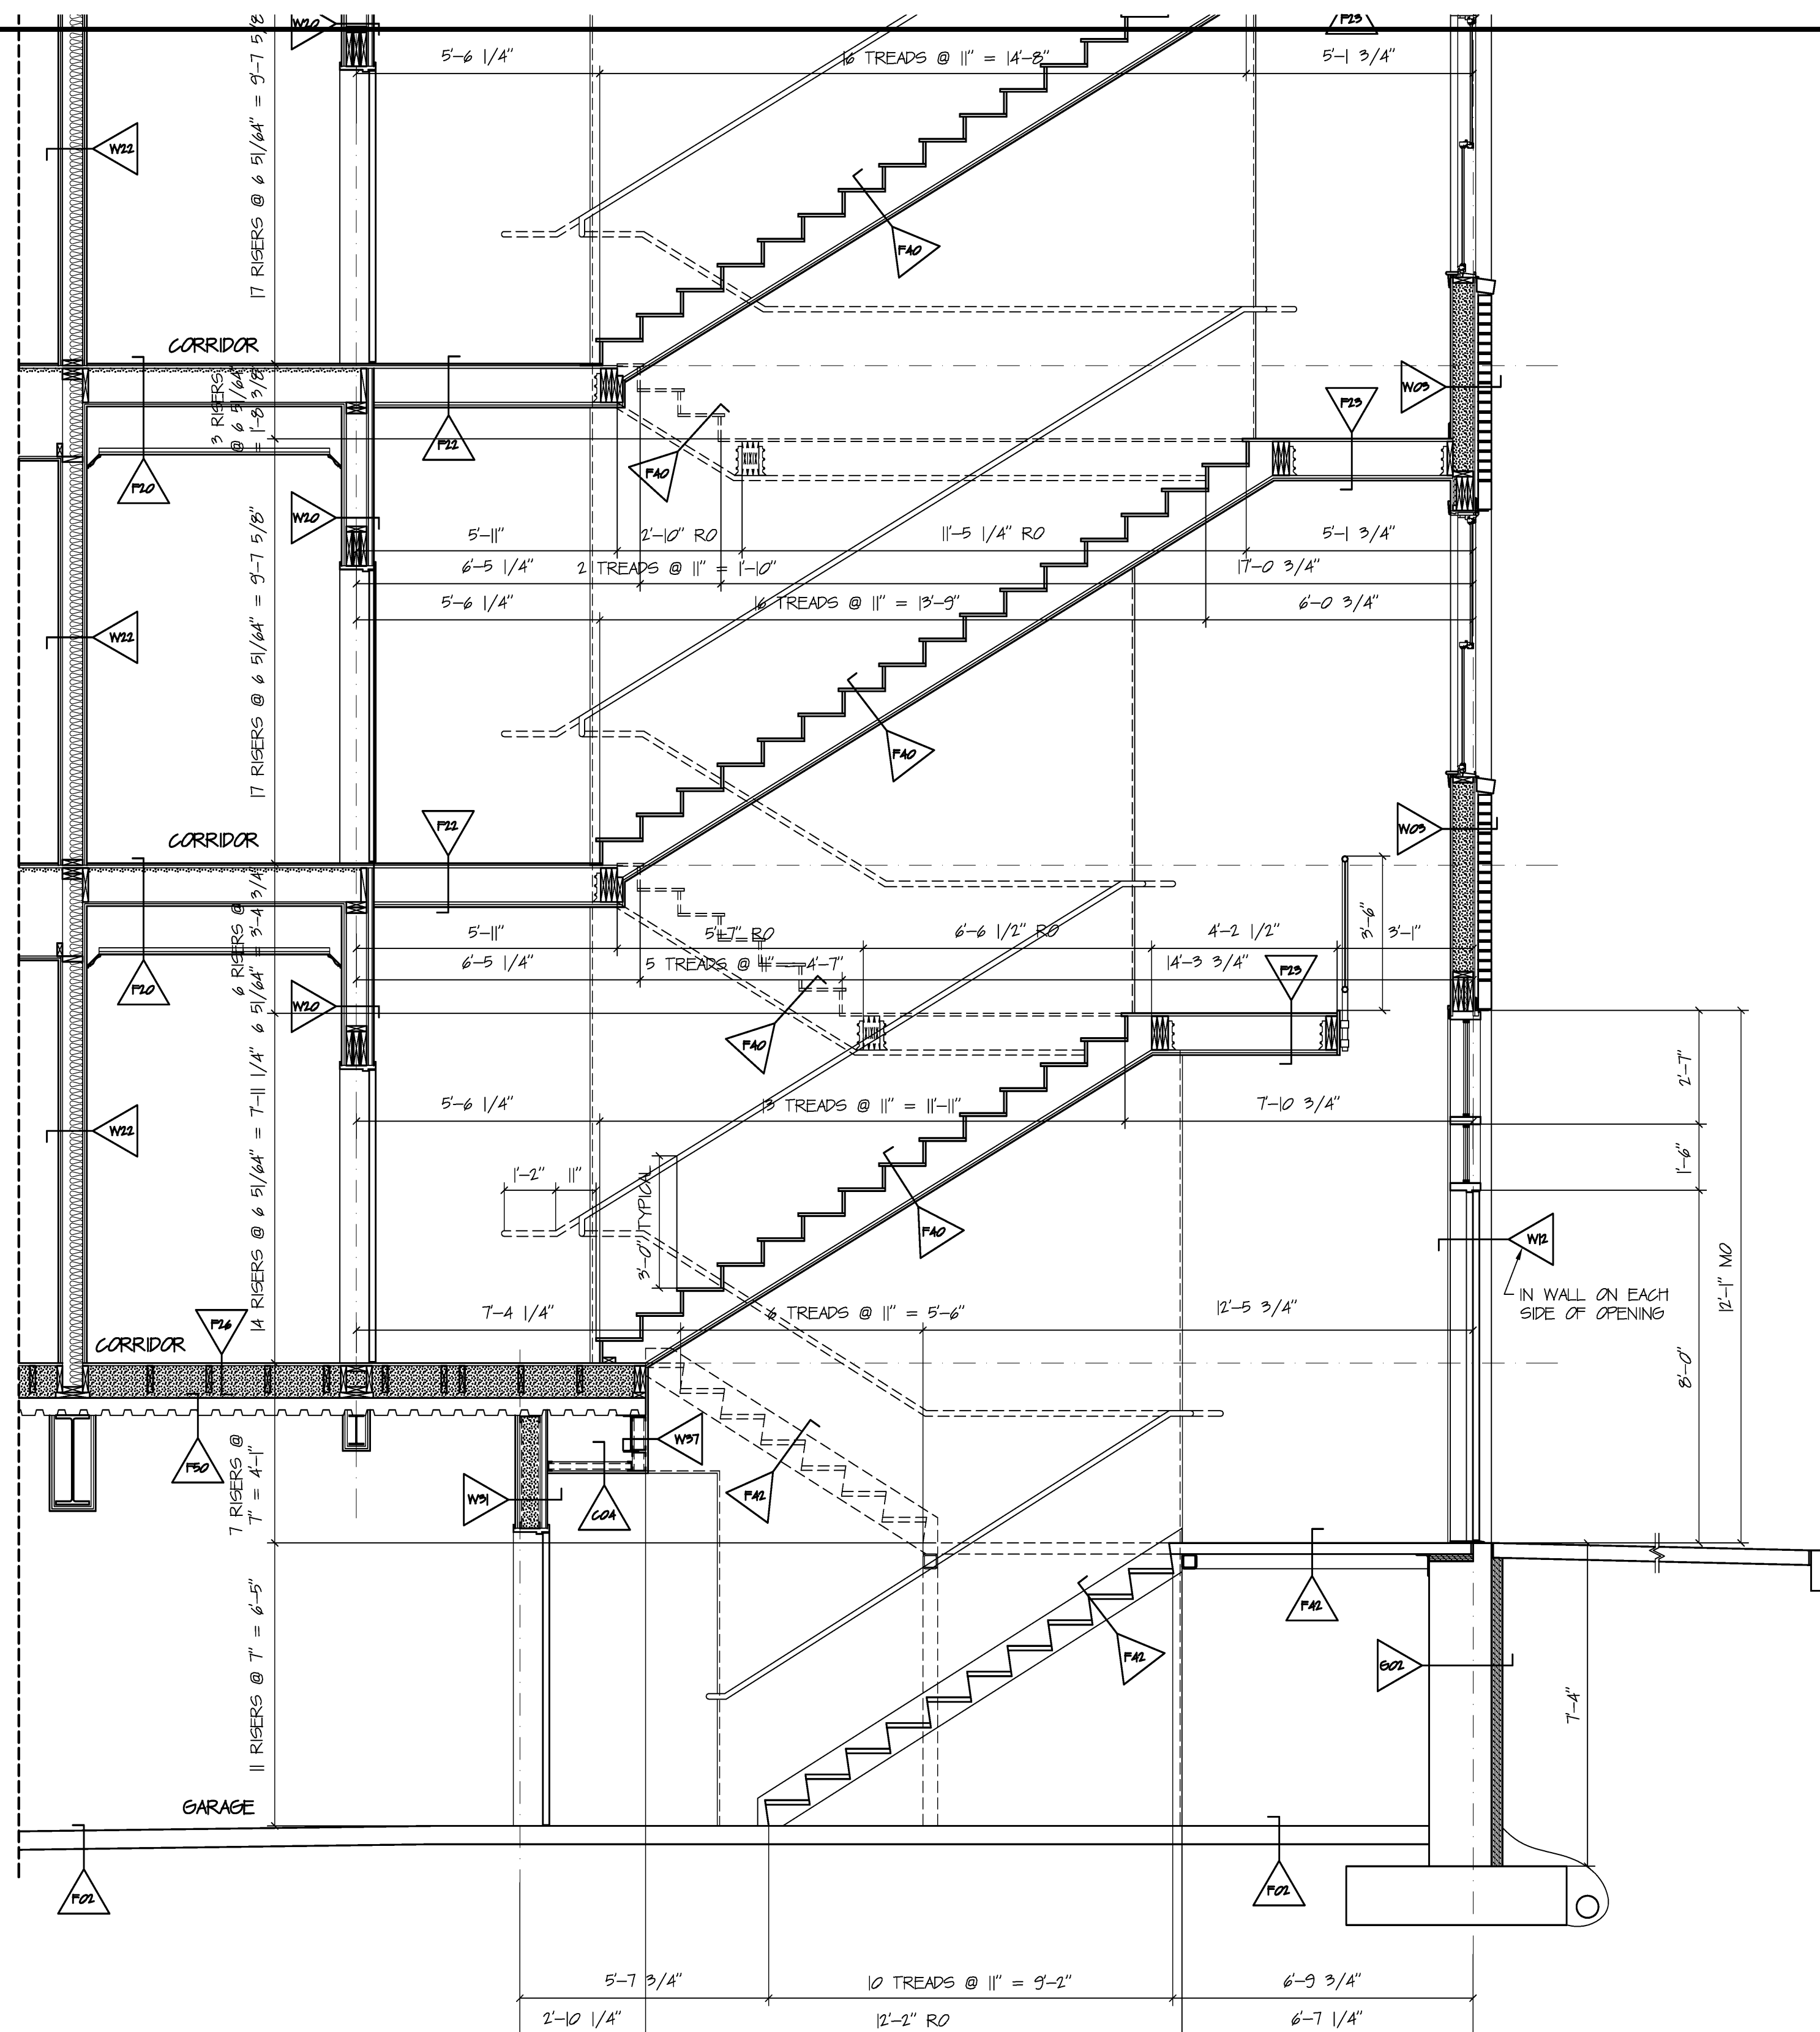 W20
F23
5'-6 1/4"
16 TREADS @ 11" = 14'-8"
5'-1 3/4"
17 RISERS @ 6 51/64" = 9'-7 5/8"
W22
F40
CORRIDOR
3 RISERS
@ 6 51/64"
= 1'-8 3/8"
F20
F22
F40
F23
W03
W20
5'-11"
2'-10" RO
11'-5 1/4" RO
5'-1 3/4"
6'-5 1/4"
2 TREADS @ 11" = 1'-10"
17'-0 3/4"
5'-6 1/4"
16 TREADS @ 11" = 13'-9"
6'-0 3/4"
17 RISERS @ 6 51/64" = 9'-7 5/8"
W22
F40
CORRIDOR
F22
W03
6 RISERS @
6 51/64" = 3'-4 3/4"
F20
W20
5'-11"
5'-7" RO
6'-6 1/2" RO
4'-2 1/2"
3'-6"
3'-1"
6'-5 1/4"
5 TREADS @ 11" = 4'-7"
14'-3 3/4"
F23
F40
5'-6 1/4"
13 TREADS @ 11" = 11'-11"
7'-10 3/4"
2'-7"
1'-6"
W22
14 RISERS @ 6 51/64" = 7'-11 1/4"
1'-2"
11"
3'-0" TYPICAL
F40
W12
IN WALL ON EACH
SIDE OF OPENING
12'-1" MO
8'-0"
7'-4 1/4"
6 TREADS @ 11" = 5'-6"
12'-5 3/4"
F26
CORRIDOR
F50
7 RISERS @
7" = 4'-1"
W37
W31
C04
F42
F42
F42
G02
7'-4"
11 RISERS @ 7" = 6'-5"
GARAGE
F02
F02
5'-7 3/4"
10 TREADS @ 11" = 9'-2"
6'-9 3/4"
2'-10 1/4"
12'-2" RO
6'-7 1/4"